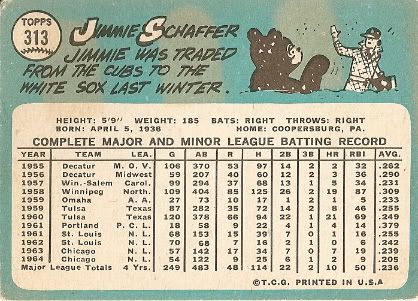 TOPPS
313
JIMMIE SCHAFFER
JIMMIE WAS TRADED
FROM THE CUBS TO THE
WHITE SOX LAST WINTER.
HEIGHT: 5'9" WEIGHT: 185 BATS: RIGHT THROWS: RIGHT
BORN: APRIL 5, 1936 HOME: COOPERSBURG, PA.
COMPLETE MAJOR AND MINOR LEAGUE BATTING RECORD
YEAR TEAM LEA. G AB R H 2B 3B HR RBI AVG.
1955 Decatur M.O.V. 106 370 53 97 14 2 2 32 .262
1956 Decatur Midwest 59 207 40 60 12 3 2 36 .290
1957 Win.-Salem Carol. 99 294 37 68 13 5 1 34 .231
1958 Winnipeg North. 109 404 85 125 26 2 19 87 .309
1959 Omaha A.A. 27 73 10 17 1 1 2 .233
1959 Tulsa Texas 87 282 35 72 14 2 8 46 .255
1960 Tulsa Texas 120 378 66 94 22 1 21 69 .249
1961 Portland P.C.L. 18 58 9 22 4 1 4 14
1961 St. Louis N.L. 68 153 15 39 7 0 1 16 .255
1962 St. Louis N.L. 70 66 7 16 2 1 0 6 .242
1963 Chicago N.L. 57 142 17 34 7 0 7 19 .239
1964 Chicago N.L. 54 122 9 25 6 1 2 9 .205
Major League Totals 4 Yrs. 249 483 48 114 22 2 10 50 .236
©T.C.G. PRINTED IN U.S.A